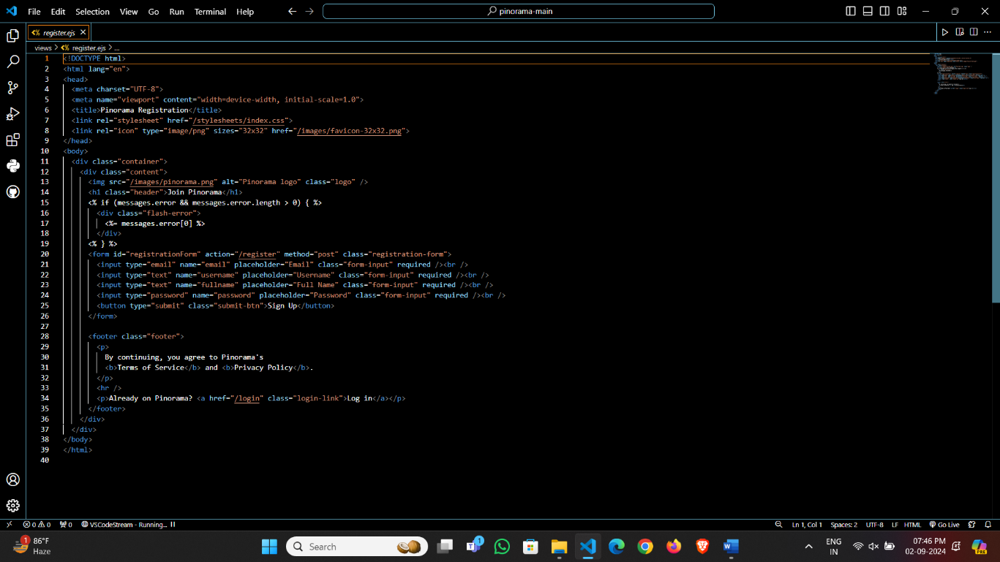 File Edit Selection View Go Run Terminal Help
pinorama-main
<% register.ejs
views > <% register.ejs > ...
1 <!DOCTYPE html>
2 <html lang="en">
3 <head>
4 <meta charset="UTF-8">
5 <meta name="viewport" content="width=device-width, initial-scale=1.0">
6 <title>Pinorama Registration</title>
7 <link rel="stylesheet" href="/stylesheets/index.css">
8 <link rel="icon" type="image/png" sizes="32x32" href="/images/favicon-32x32.png">
9 </head>
10 <body>
11 <div class="container">
12 <div class="content">
13 <img src="/images/pinorama.png" alt="Pinorama logo" class="logo" />
14 <h1 class="header">Join Pinorama</h1>
15 <% if (messages.error && messages.error.length > 0) { %>
16 <div class="flash-error">
17 <%= messages.error[0] %>
18 </div>
19 <% } %>
20 <form id="registrationForm" action="/register" method="post" class="registration-form">
21 <input type="email" name="email" placeholder="Email" class="form-input" required /><br />
22 <input type="text" name="username" placeholder="Username" class="form-input" required /><br />
23 <input type="text" name="fullname" placeholder="Full Name" class="form-input" required /><br />
24 <input type="password" name="password" placeholder="Password" class="form-input" required /><br />
25 <button type="submit" class="submit-btn">Sign Up</button>
26 </form>
27
28 <footer class="footer">
29 <p>
30 By continuing, you agree to Pinorama's
31 <b>Terms of Service</b> and <b>Privacy Policy</b>.
32 </p>
33 <hr />
34 <p>Already on Pinorama? <a href="/login" class="login-link">Log in</a></p>
35 </footer>
36 </div>
37 </div>
38 </body>
39 </html>
40
0 0 0 VSCodeStream - Running... Ln 1, Col 1 Spaces: 2 UTF-8 LF HTML Go Live
1 86°F Haze
Search
1
ENG IN
07:46 PM
02-09-2024
PRE